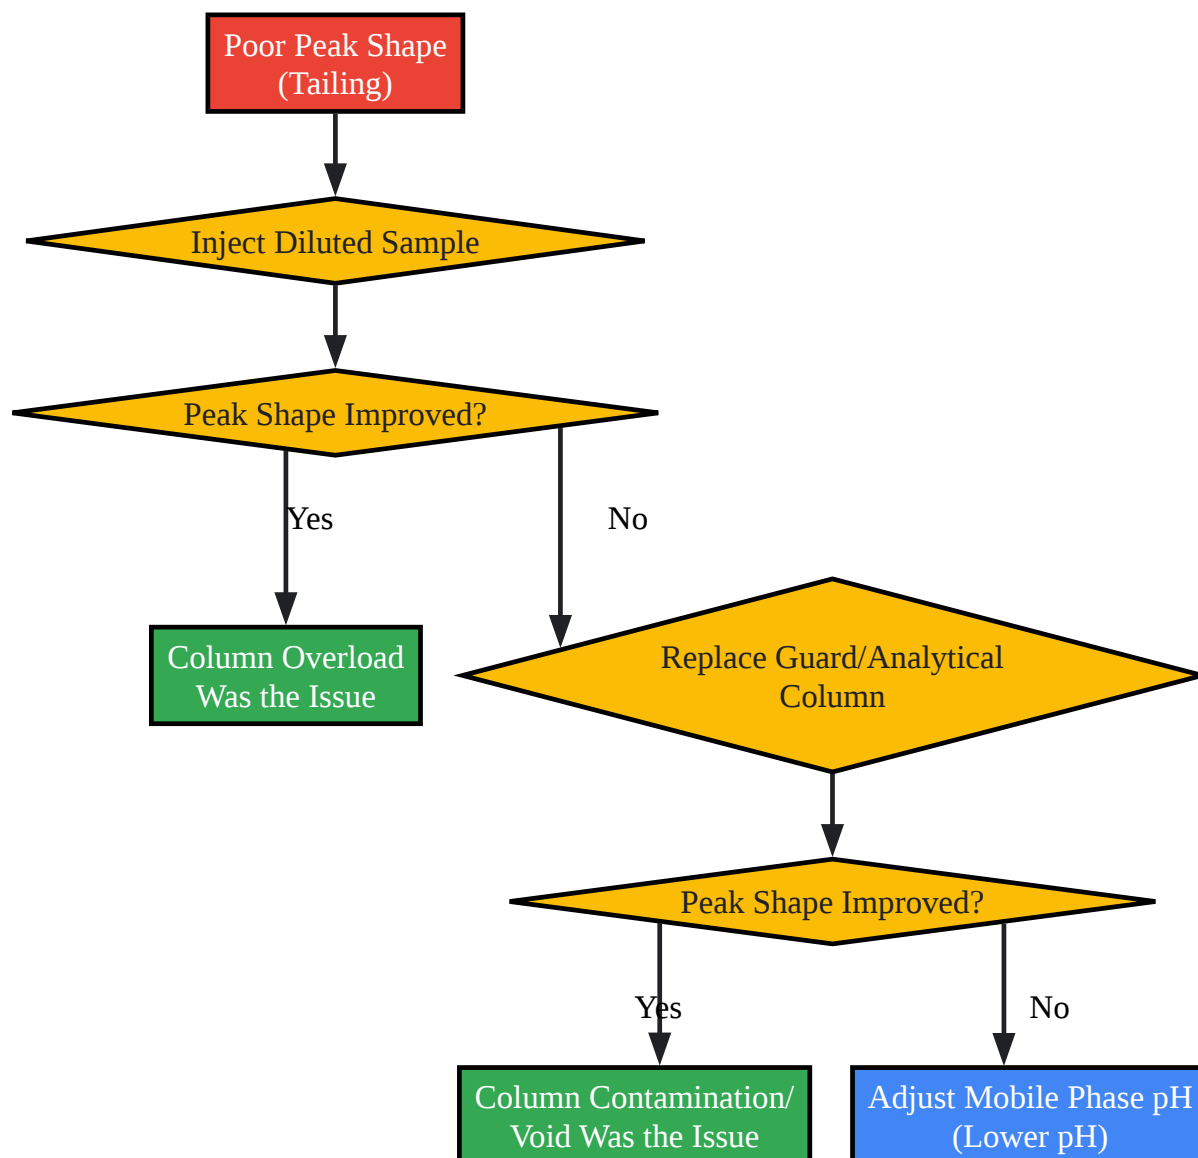 Poor Peak Shape
(Tailing)
Inject Diluted Sample
Peak Shape Improved?
Yes
No
Column Overload
Was the Issue
Replace Guard/Analytical
Column
Peak Shape Improved?
Yes
No
Column Contamination/
Void Was the Issue
Adjust Mobile Phase pH
(Lower pH)